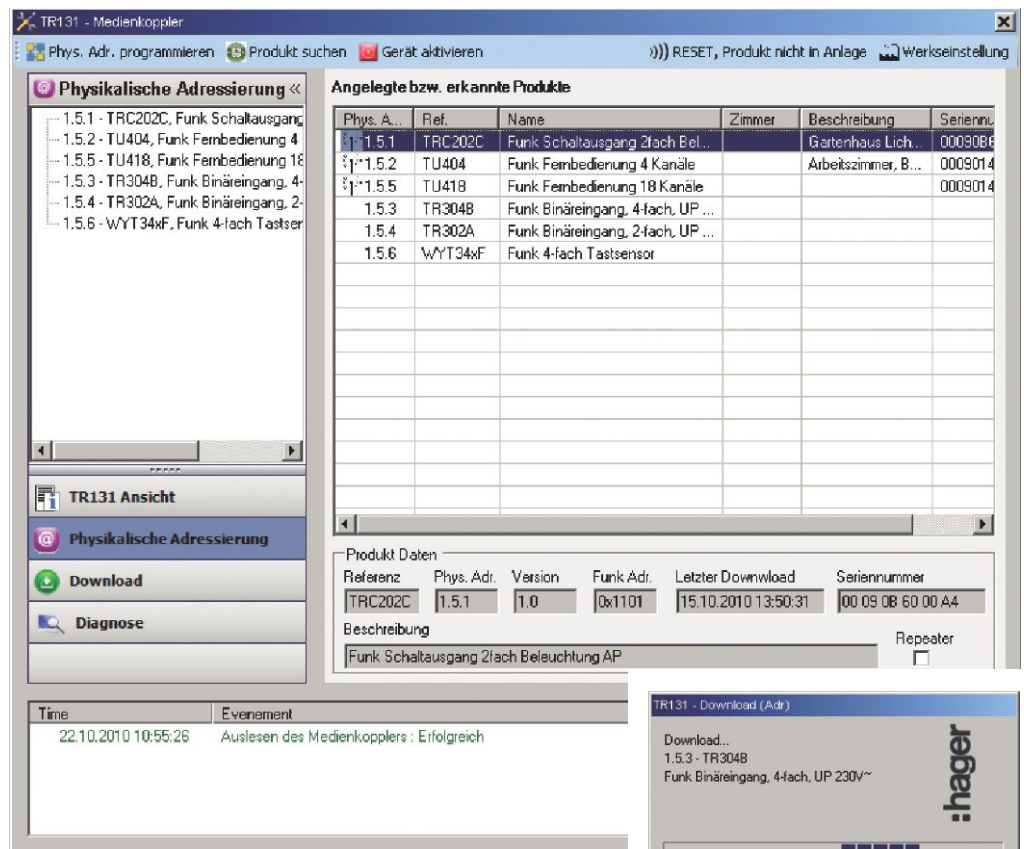 TR131 - Medienkoppler
Phys. Adr. programmieren Produkt suchen Gerät aktivieren ))) RESET, Produkt nicht in Anlage Werkseinstellung
Physikalische Adressierung «
1.5.1 - TRC202C, Funk Schaltausgang
1.5.2 - TU404, Funk Fernbedienung 4
1.5.5 - TU418, Funk Fernbedienung 18
1.5.3 - TR304B, Funk Binäreingang, 4-
1.5.4 - TR302A, Funk Binäreingang, 2-
1.5.6 - WYT34xF, Funk 4-fach Tastser
TR131 Ansicht
Physikalische Adressierung
Download
Diagnose
Angelegte bzw. erkannte Produkte
Phys. A... Ref. Name Zimmer Beschreibung Seriennu
1.5.1 TRC202C Funk Schaltausgang 2fach Bel... Gartenhaus Lich... 00090B6
1.5.2 TU404 Funk Fernbedienung 4 Kanäle Arbeitszimmer, B... 0009014
1.5.5 TU418 Funk Fernbedienung 18 Kanäle 0009014
1.5.3 TR304B Funk Binäreingang, 4-fach, UP ...
1.5.4 TR302A Funk Binäreingang, 2-fach, UP ...
1.5.6 WYT34xF Funk 4-fach Tastsensor
Produkt Daten
Referenz Phys. Adr. Version Funk Adr. Letzter Downwload Seriennummer
TRC202C 1.5.1 1.0 0x1101 15.10.2010 13:50:31 00 09 0B 60 00 A4
Beschreibung
Repeater
Funk Schaltausgang 2fach Beleuchtung AP
Time Evenement
22.10.2010 10:55:26 Auslesen des Medienkopplers : Erfolgreich
TR131 - Download (Adr)
Download...
1.5.3 - TR304B
Funk Binäreingang, 4-fach, UP 230V~
:hager